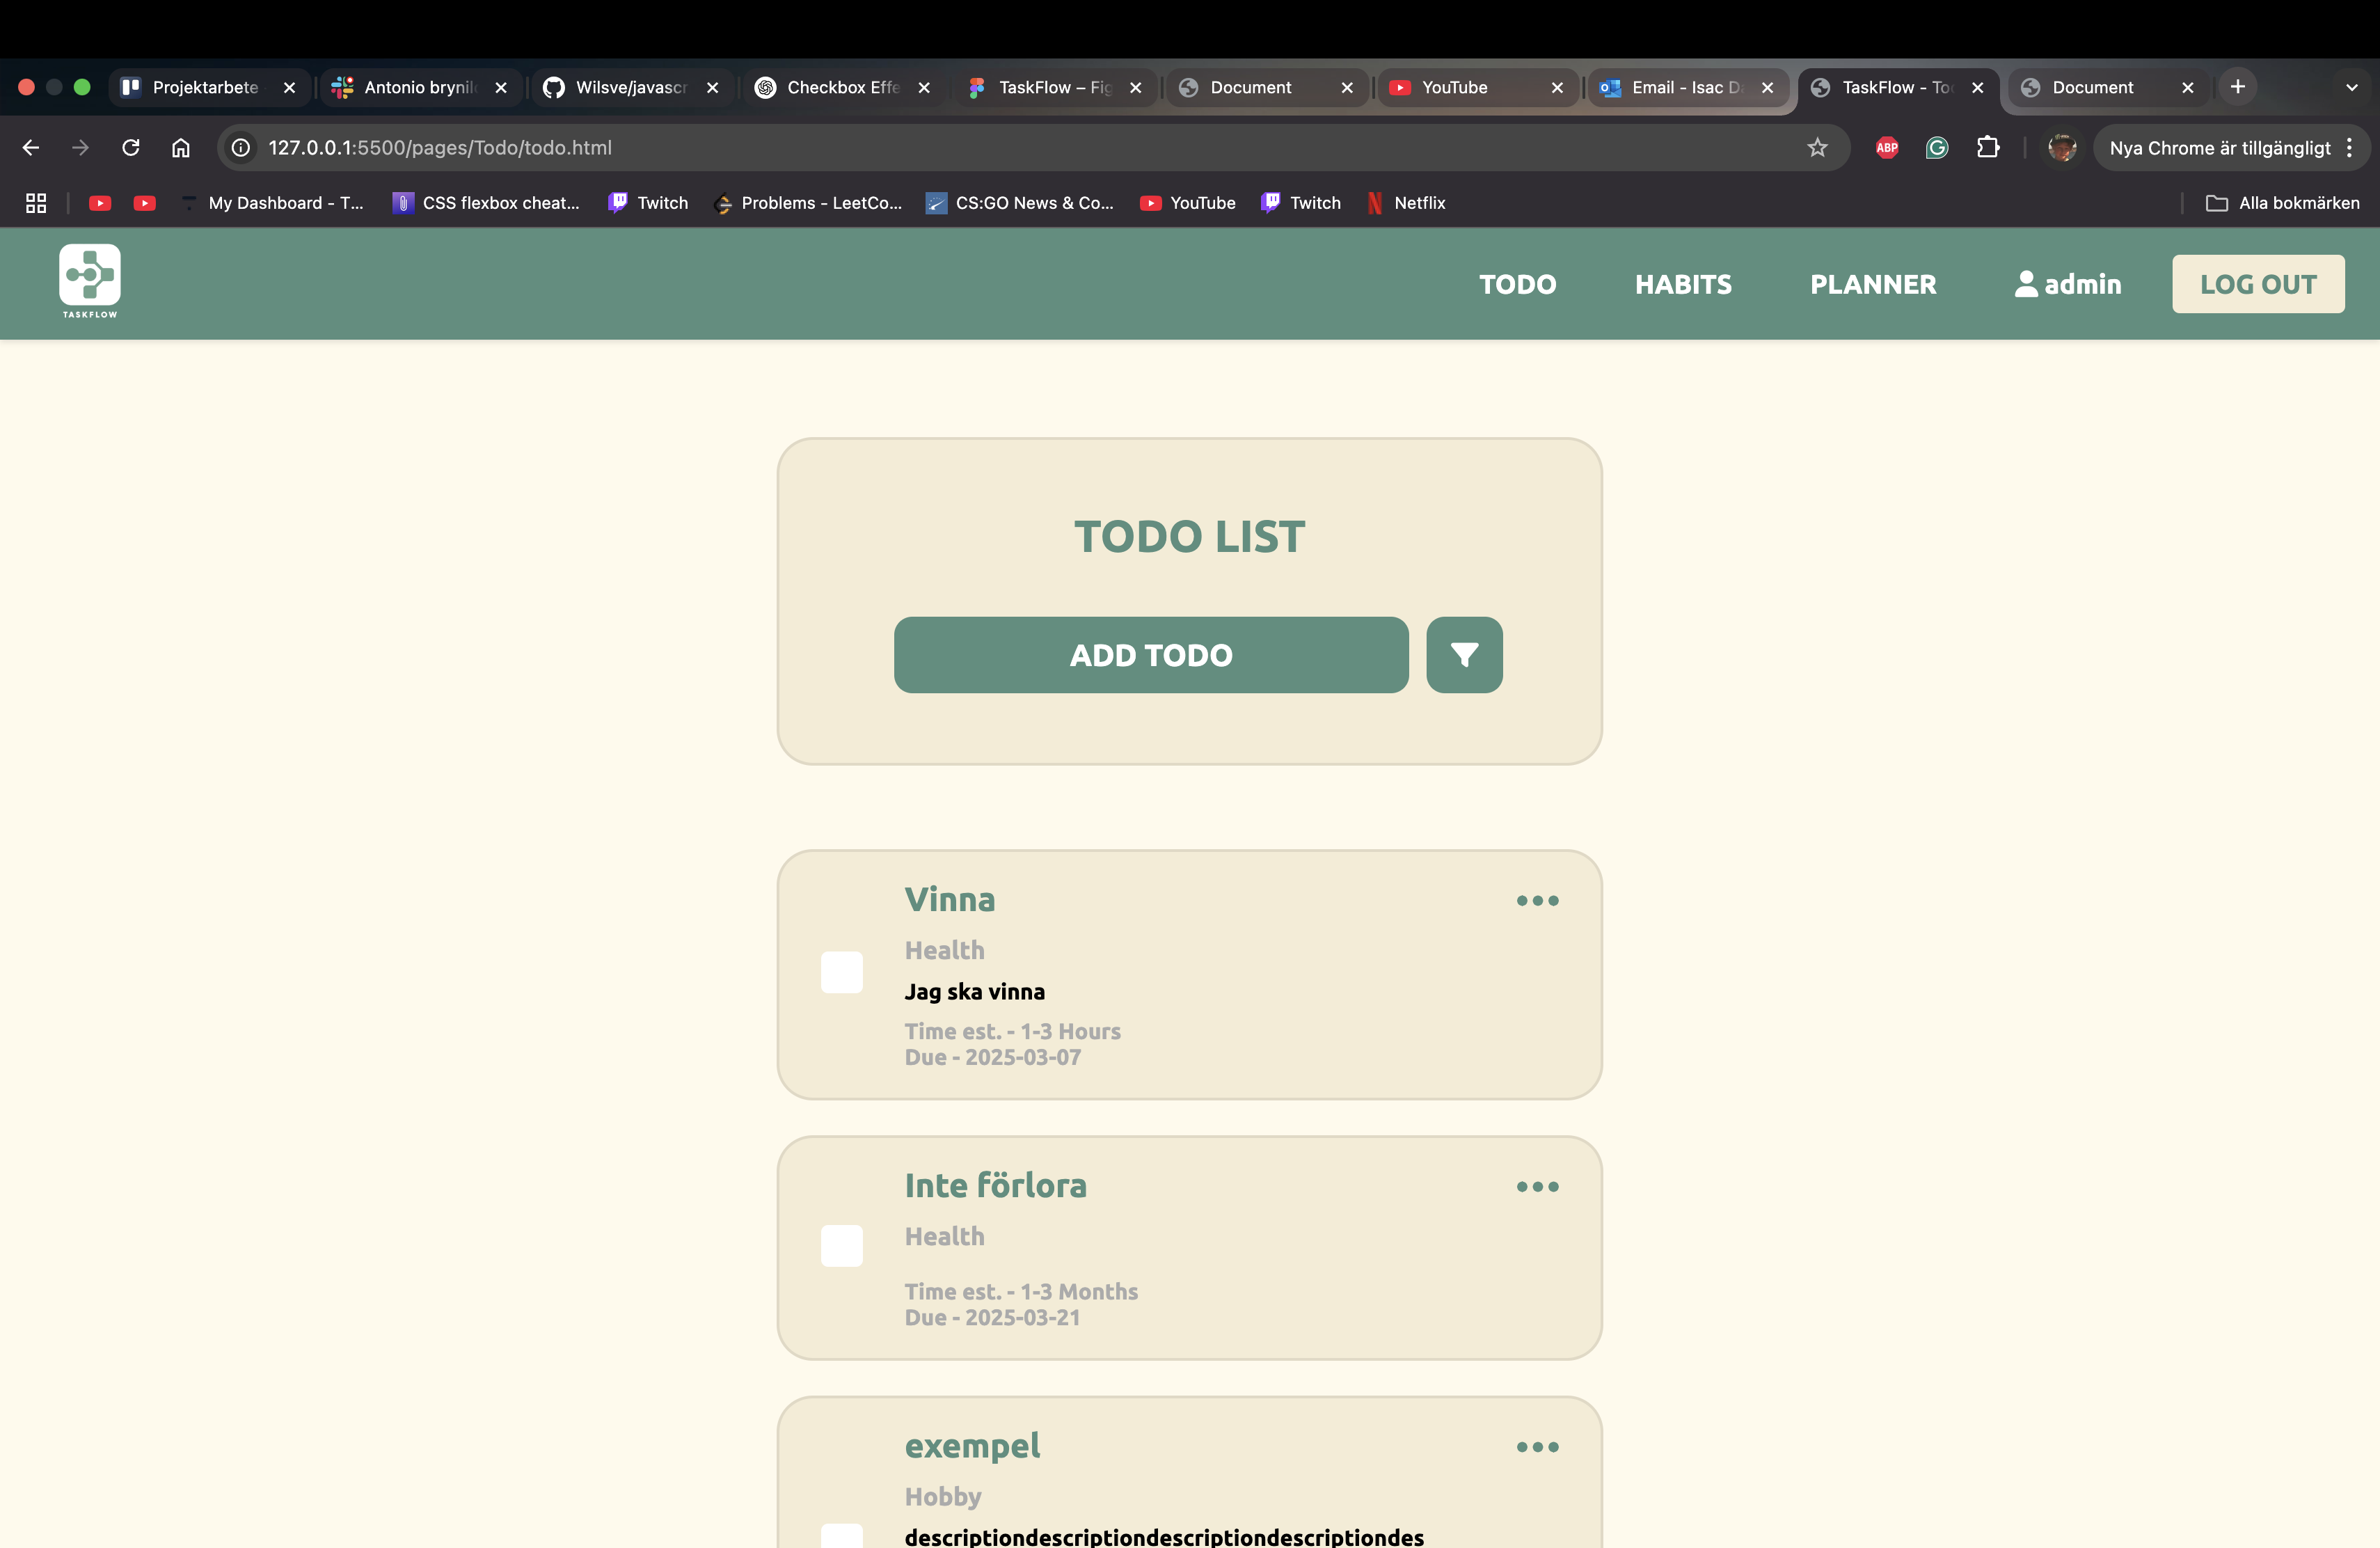 Projektarbete
Antonio brynil
Wilsve/javascr
Checkbox Effe
TaskFlow – Fig
Document
YouTube
Email - Isac D
TaskFlow - To
Document
127.0.0.1:5500/pages/Todo/todo.html
ABP
Nya Chrome är tillgängligt
My Dashboard - T...
CSS flexbox cheat...
Twitch
Problems - LeetCo...
CS:GO News & Co...
YouTube
Twitch
Netflix
Alla bokmärken
TASKFLOW
TODO
HABITS
PLANNER
admin
LOG OUT
TODO LIST
ADD TODO
Vinna
Health
Jag ska vinna
Time est. - 1-3 Hours
Due - 2025-03-07
Inte förlora
Health
Time est. - 1-3 Months
Due - 2025-03-21
exempel
Hobby
descriptiondescriptiondescriptiondescriptiondes